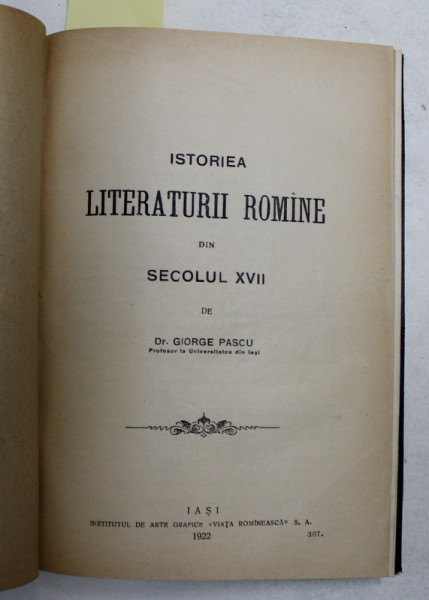 ISTORIEA
LITERATURII ROMÎNE
DIN
SECOLUL XVII
DE
Dr. GIORGE PASCU
Profesor la Universitatea din Iași
IAȘI
INSTITUTUL DE ARTE GRAFICE «VIAȚA ROMÎNEASCĂ» S. A.
1922 307.